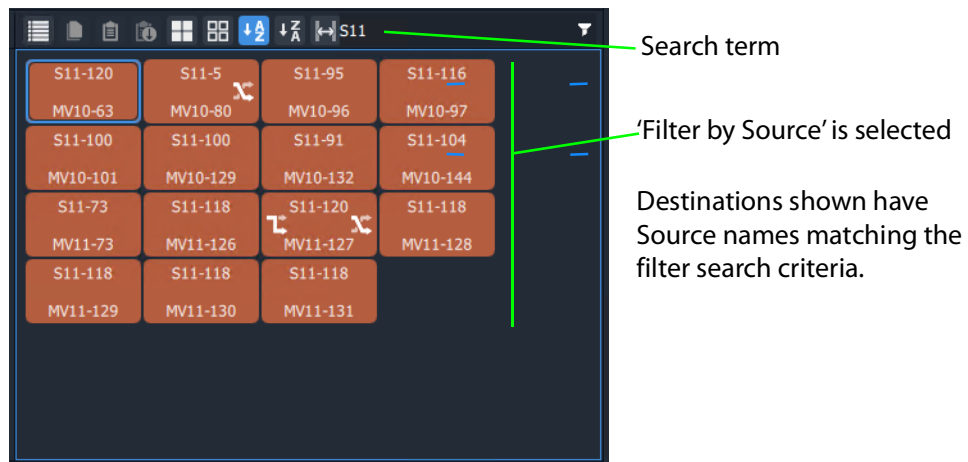 S11
Search term
S11-120 S11-5 S11-95 S11-116
MV10-63 MV10-80 MV10-96 MV10-97
'Filter by Source' is selected
S11-100 S11-100 S11-91 S11-104
MV10-101 MV10-129 MV10-132 MV10-144
Destinations shown have
Source names matching the
filter search criteria.
S11-73 S11-118 S11-120 S11-118
MV11-73 MV11-126 MV11-127 MV11-128
S11-118 S11-118 S11-118
MV11-129 MV11-130 MV11-131